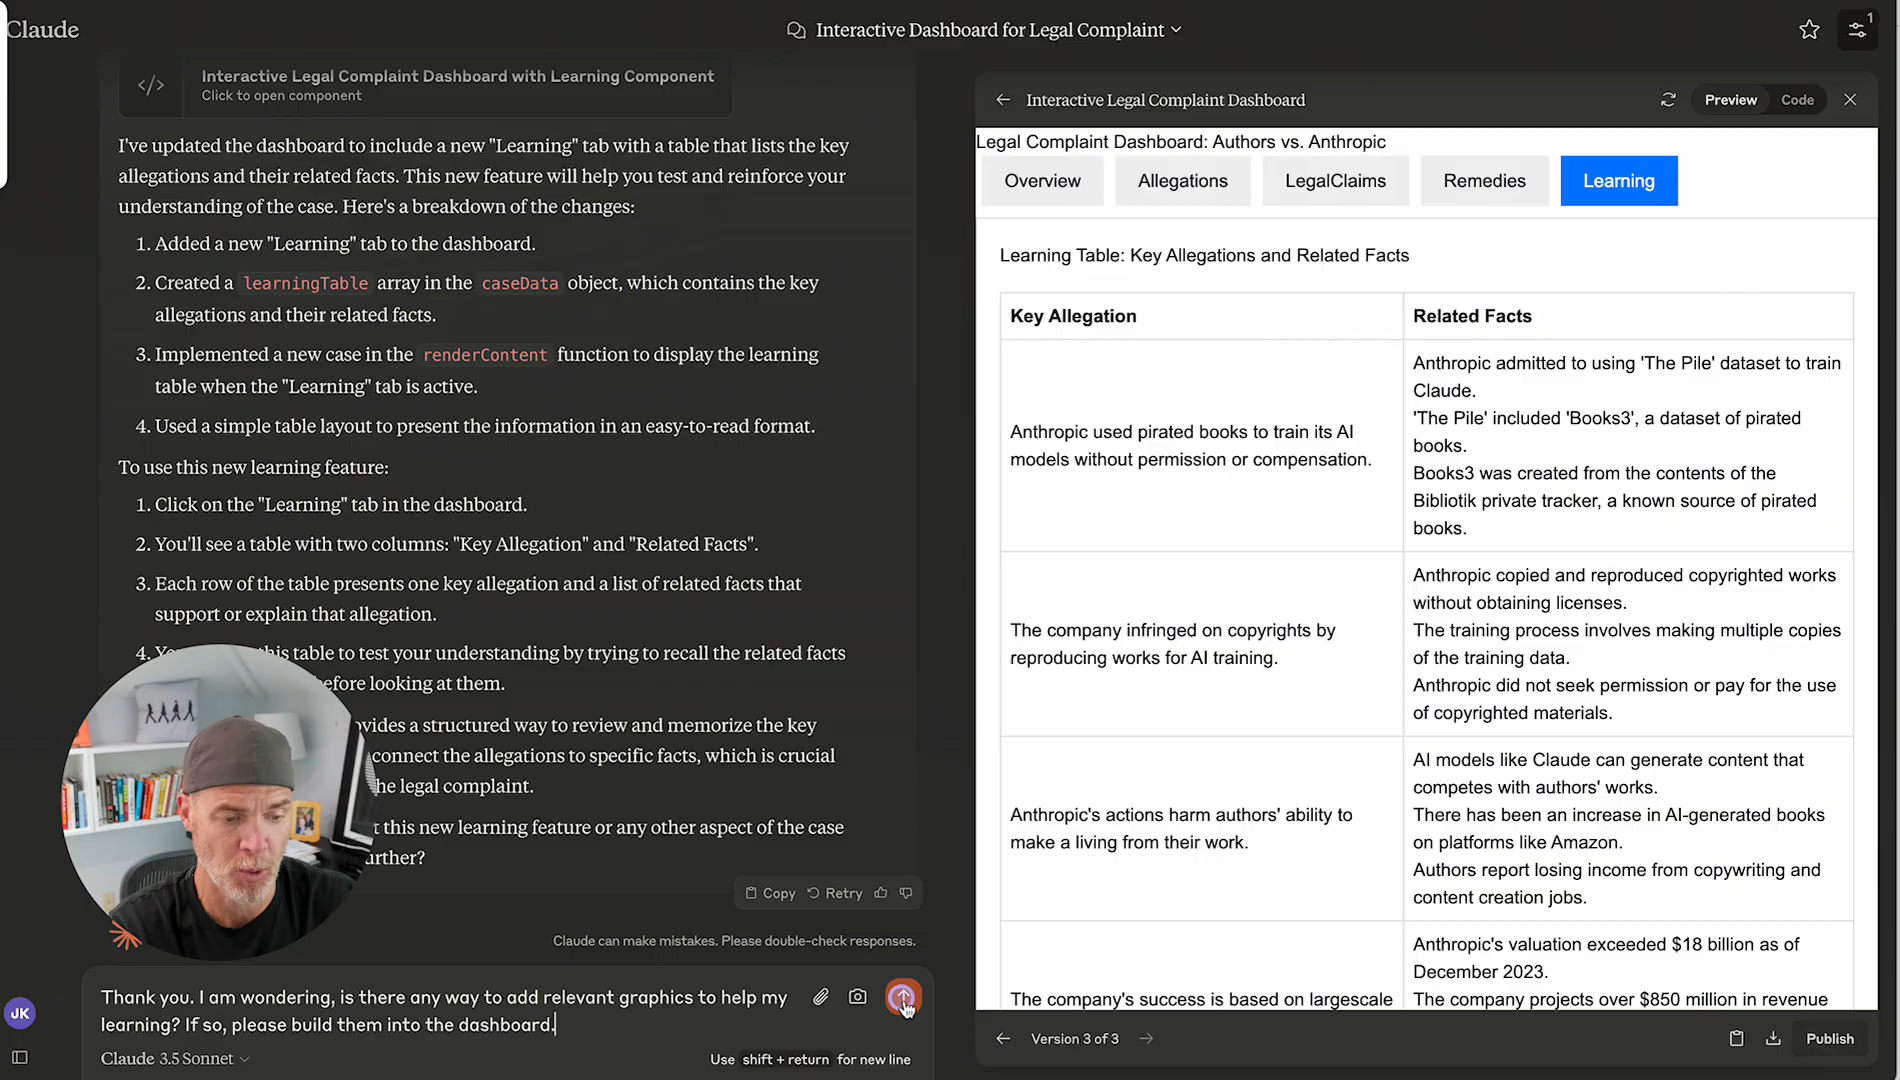 Claude
Interactive Dashboard for Legal Complaint
1
</>
Interactive Legal Complaint Dashboard with Learning Component
Click to open component
I've updated the dashboard to include a new "Learning" tab with a table that lists the key
allegations and their related facts. This new feature will help you test and reinforce your
understanding of the case. Here's a breakdown of the changes:
1. Added a new "Learning" tab to the dashboard.
2. Created a learningTable array in the caseData object, which contains the key
allegations and their related facts.
3. Implemented a new case in the renderContent function to display the learning
table when the "Learning" tab is active.
4. Used a simple table layout to present the information in an easy-to-read format.
To use this new learning feature:
1. Click on the "Learning" tab in the dashboard.
2. You'll see a table with two columns: "Key Allegation" and "Related Facts".
3. Each row of the table presents one key allegation and a list of related facts that
support or explain that allegation.
4. this table to test your understanding by trying to recall the related facts
before looking at them.
a structured way to review and memorize the key
connect the allegations to specific facts, which is crucial
the legal complaint.
this new learning feature or any other aspect of the case
further?
Copy Retry
Claude can make mistakes. Please double-check responses.
JK
Thank you. I am wondering, is there any way to add relevant graphics to help my
learning? If so, please build them into the dashboard.
Claude 3.5 Sonnet
Use shift + return for new line
Interactive Legal Complaint Dashboard
Preview Code
Legal Complaint Dashboard: Authors vs. Anthropic
Overview Allegations LegalClaims Remedies Learning
Learning Table: Key Allegations and Related Facts
Key Allegation
Related Facts
Anthropic used pirated books to train its AI
models without permission or compensation.
Anthropic admitted to using 'The Pile' dataset to train
Claude.
'The Pile' included 'Books3', a dataset of pirated
books.
Books3 was created from the contents of the
Bibliotik private tracker, a known source of pirated
books.
The company infringed on copyrights by
reproducing works for AI training.
Anthropic copied and reproduced copyrighted works
without obtaining licenses.
The training process involves making multiple copies
of the training data.
Anthropic did not seek permission or pay for the use
of copyrighted materials.
Anthropic's actions harm authors' ability to
make a living from their work.
AI models like Claude can generate content that
competes with authors' works.
There has been an increase in AI-generated books
on platforms like Amazon.
Authors report losing income from copywriting and
content creation jobs.
The company's success is based on largescale
Anthropic's valuation exceeded $18 billion as of
December 2023.
The company projects over $850 million in revenue
Version 3 of 3
Publish